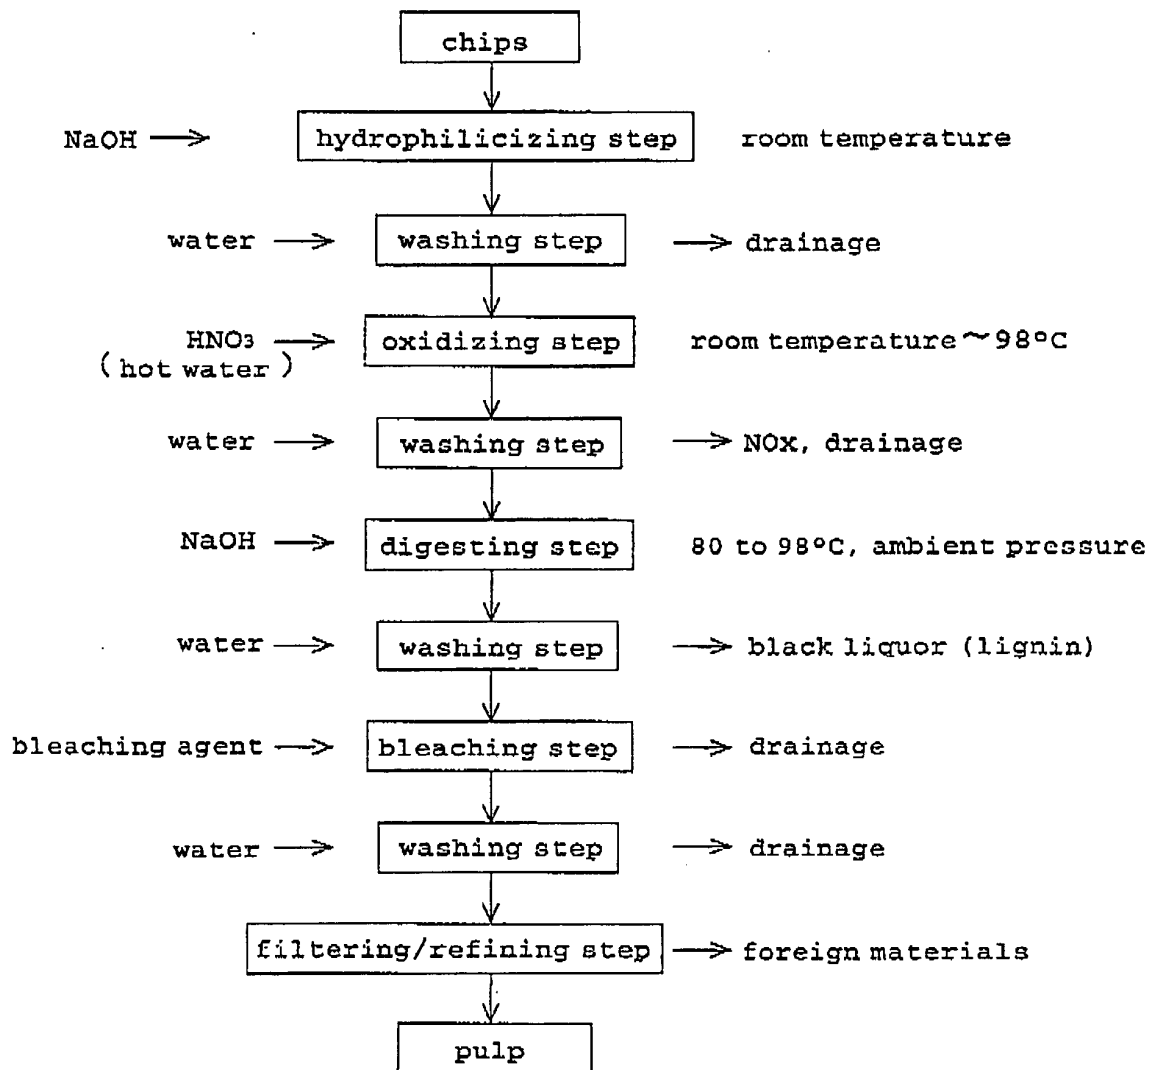 chips
NaOH hydrophilicizing step room temperature
water washing step drainage
HNO3 oxidizing step room temperature ~98°C
(hot water)
water washing step NOx, drainage
NaOH digesting step 80 to 98°C, ambient pressure
water washing step black liquor (lignin)
bleaching agent bleaching step drainage
water washing step drainage
filtering/refining step foreign materials
pulp